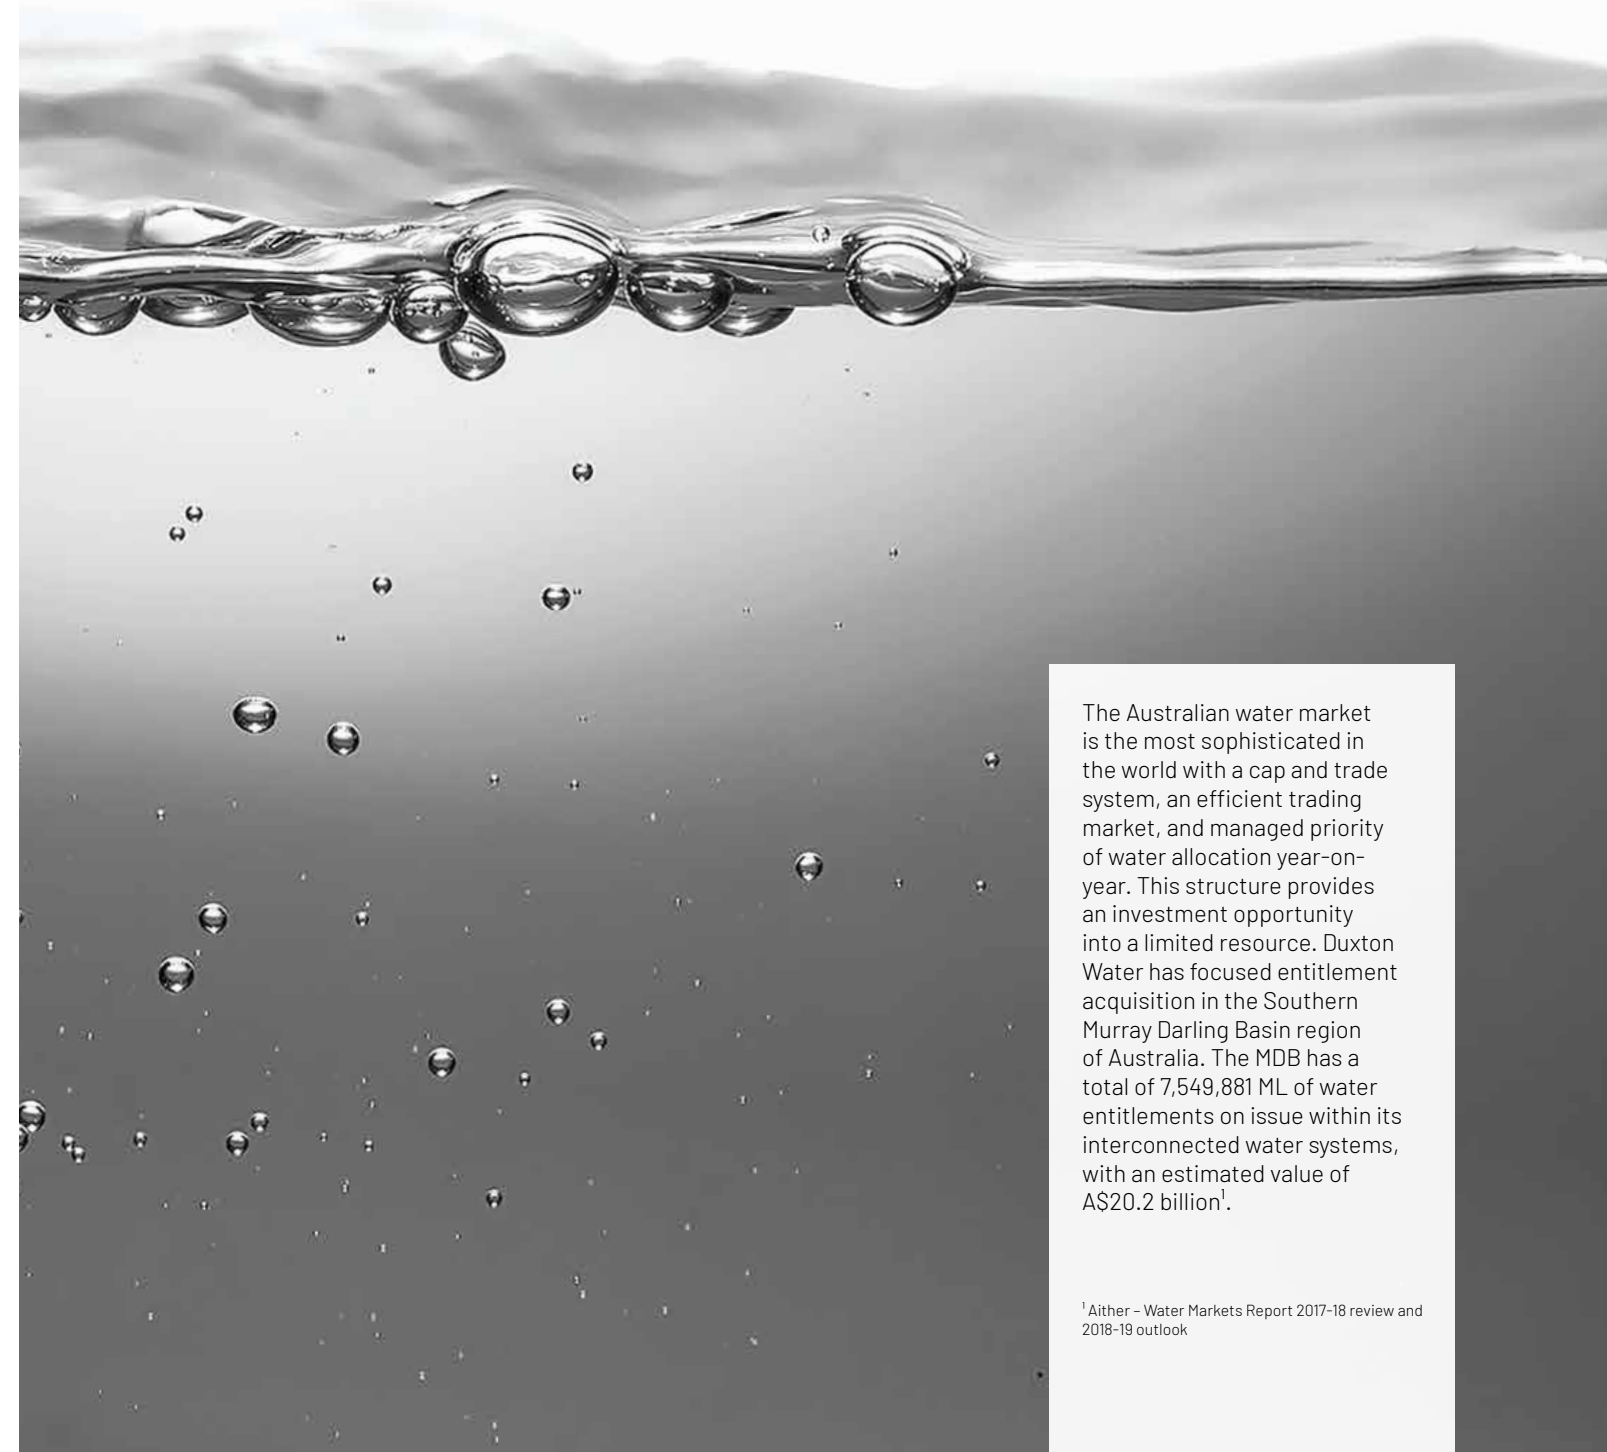 The Australian water market
is the most sophisticated in
the world with a cap and trade
system, an efficient trading
market, and managed priority
of water allocation year-on-
year. This structure provides
an investment opportunity
into a limited resource. Duxton
Water has focused entitlement
acquisition in the Southern
Murray Darling Basin region
of Australia. The MDB has a
total of 7,549,881 ML of water
entitlements on issue within its
interconnected water systems,
with an estimated value of
A$20.2 billion¹.
¹ Aither – Water Markets Report 2017-18 review and
2018-19 outlook